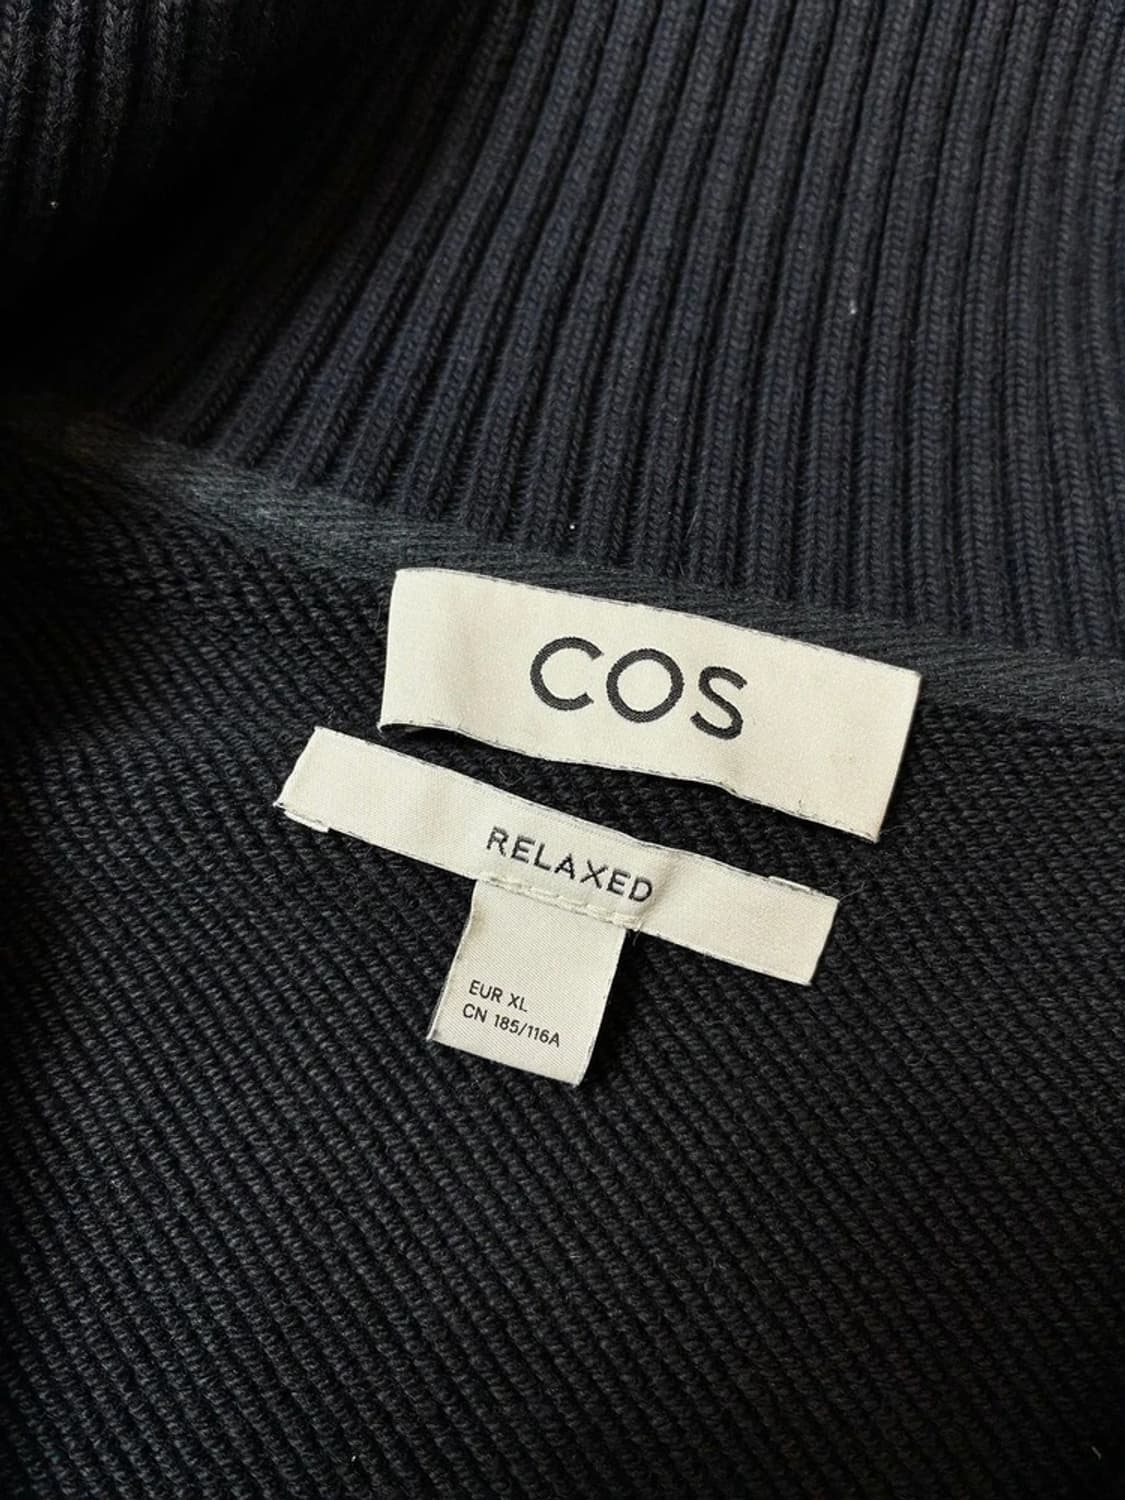 COS
RELAXED
EUR XL
CN 185/116A